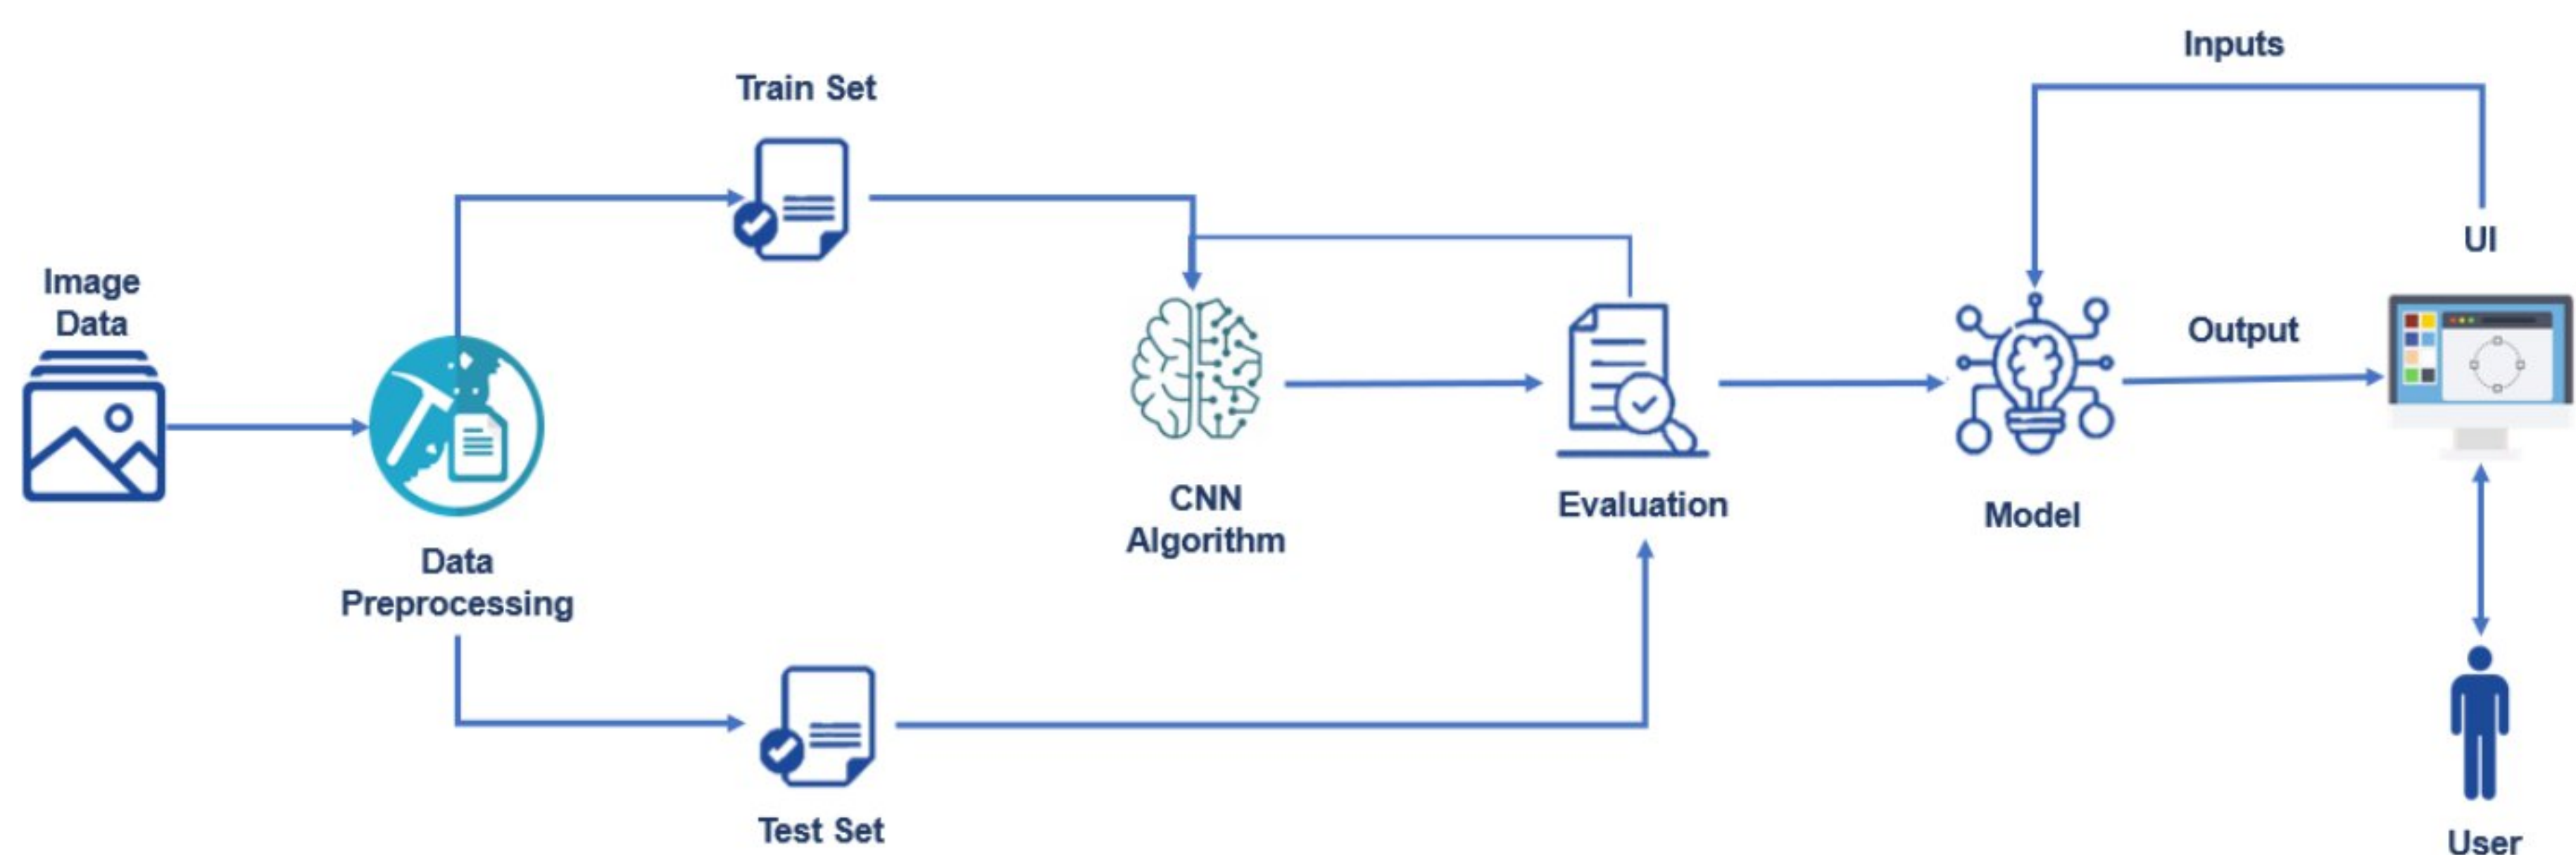 Inputs
Train Set
UI
Image
Data
Output
CNN
Algorithm
Evaluation
Model
Data
Preprocessing
Test Set
User